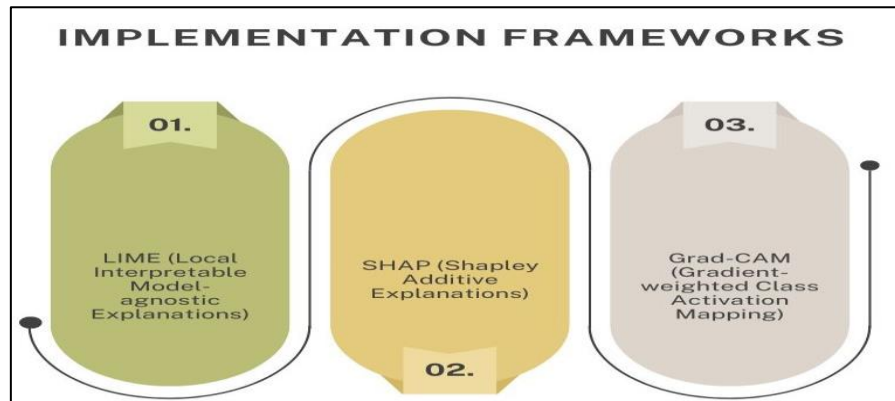 IMPLEMENTATION FRAMEWORKS
01.
LIME (Local
Interpretable
Model-
agnostic
Explanations)
SHAP (Shapley
Additive
Explanations)
02.
03.
Grad-CAM
(Gradient-
weighted Class
Activation
Mapping)